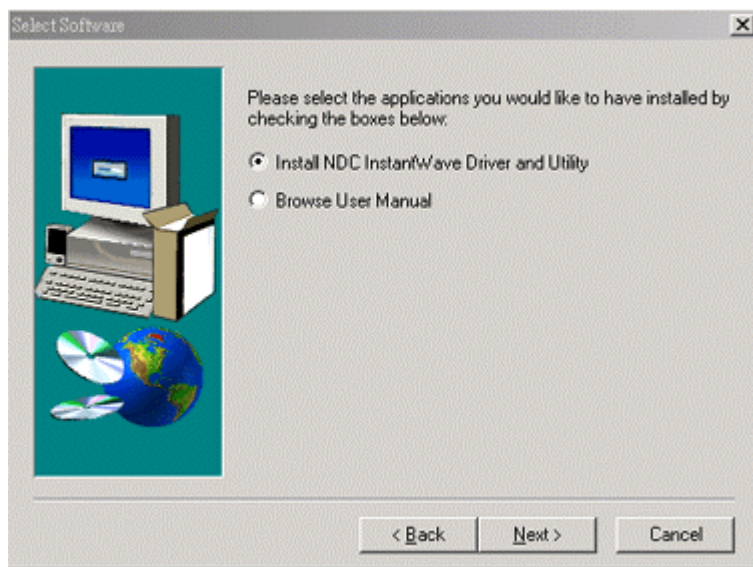 Select Software
Please select the applications you would like to have installed by
checking the boxes below:
Install NDC InstantWave Driver and Utility
Browse User Manual
< Back
Next >
Cancel